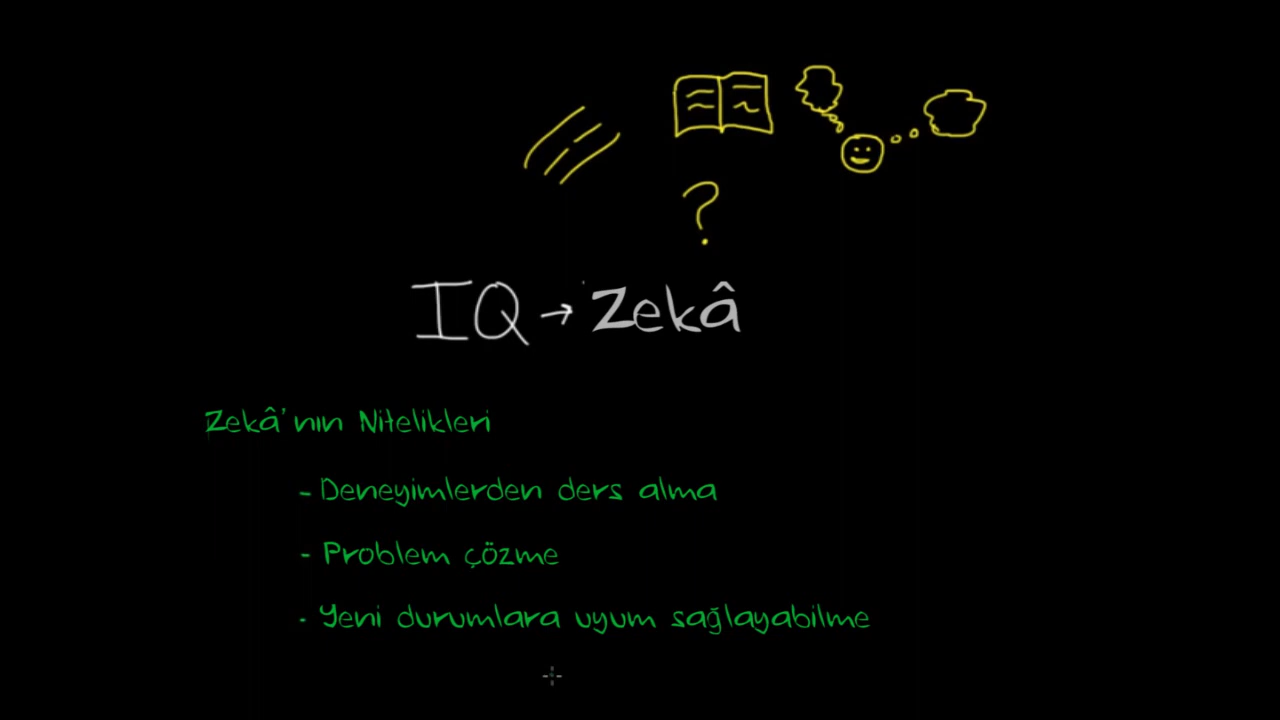 ?
IQ → Zekâ
Zekâ'nın Nitelikleri
- Deneyimlerden ders alma
- Problem çözme
- Yeni durumlara uyum sağlayabilme